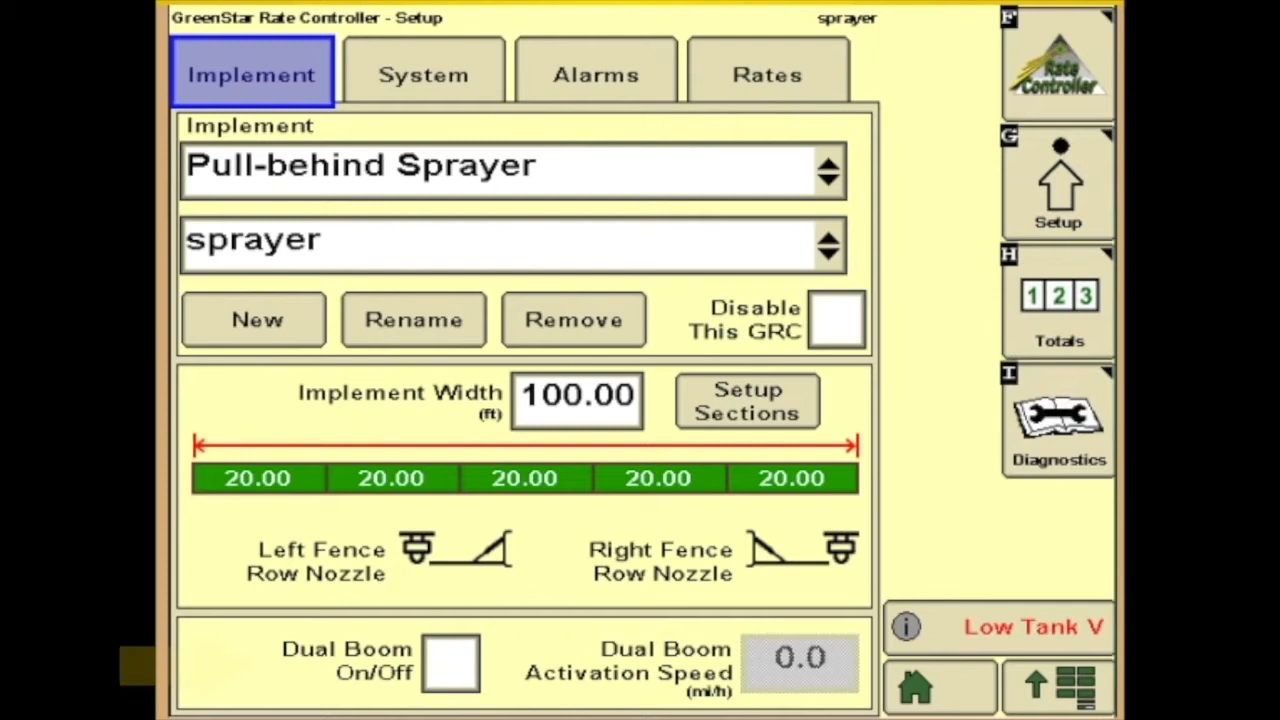 GreenStar Rate Controller - Setup
sprayer
Implement
System
Alarms
Rates
F
Rate
Controller
Implement
Pull-behind Sprayer
sprayer
New
Rename
Remove
Disable
This GRC
G
Setup
H
1 2 3
Totals
I
Diagnostics
Implement Width
(ft)
100.00
Setup
Sections
20.00 20.00 20.00 20.00 20.00
Left Fence
Row Nozzle
Right Fence
Row Nozzle
Dual Boom
On/Off
Dual Boom
Activation Speed
(mi/h)
0.0
i
Low Tank V